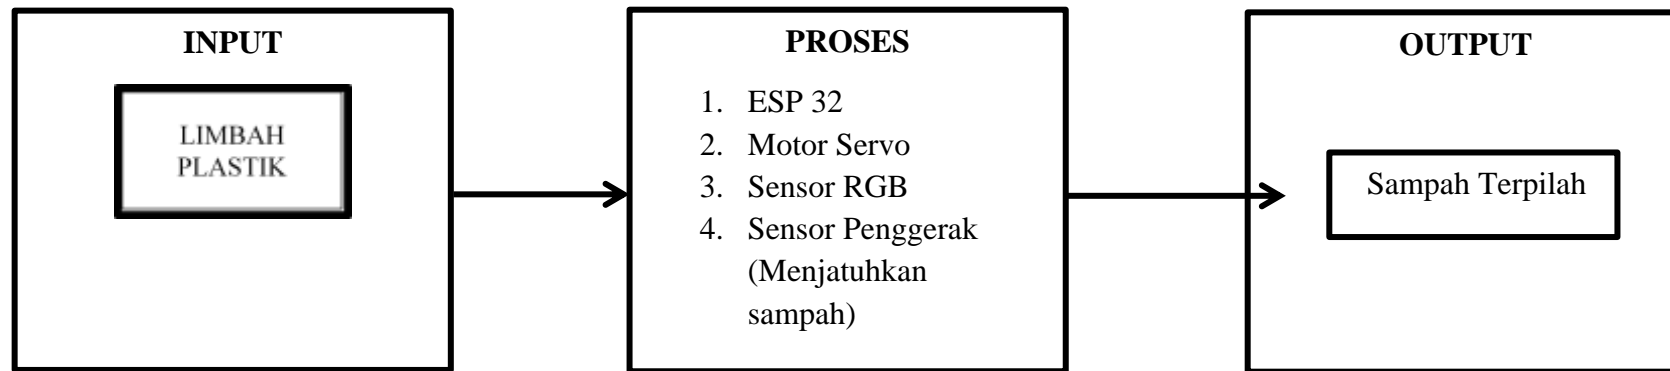 INPUT
LIMBAH
PLASTIK
PROSES
1. ESP 32
2. Motor Servo
3. Sensor RGB
4. Sensor Penggerak
(Menjatuhkan
sampah)
OUTPUT
Sampah Terpilah